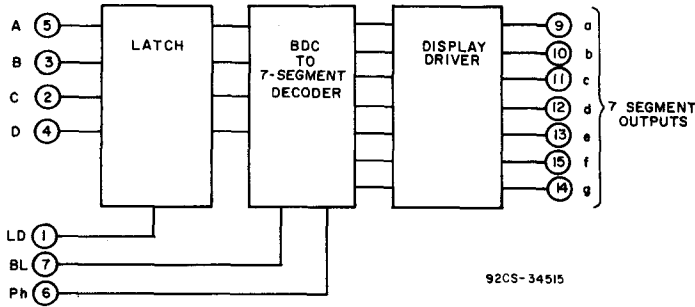 A 5
B 3
C 2
D 4
LD 1
BL 7
Ph 6
LATCH
BDC
TO
7-SEGMENT
DECODER
DISPLAY
DRIVER
9 a
10 b
11 c
12 d
13 e
15 f
14 g
7 SEGMENT
OUTPUTS
92CS-34515